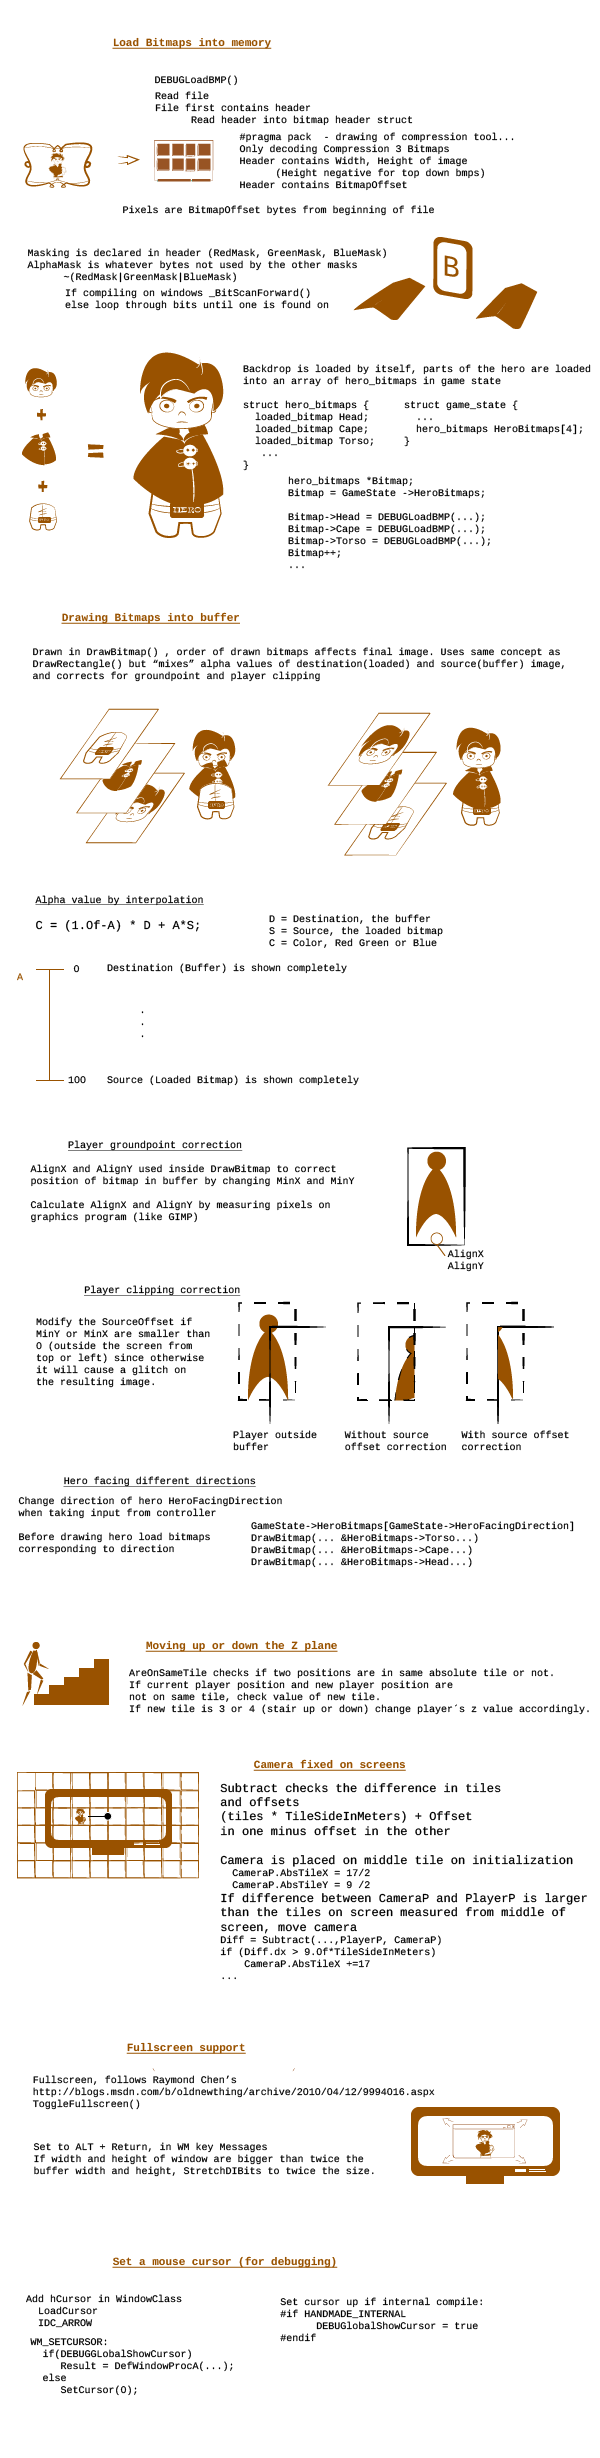 Load Bitmaps into memory
DEBUGLoadBMP()
Read file
File first contains header
Read header into bitmap header struct
#pragma pack  - drawing of compression tool...
Only decoding Compression 3 Bitmaps
Header contains Width, Height of image
(Height negative for top down bmps)
Header contains BitmapOffset
Pixels are BitmapOffset bytes from beginning of file
Masking is declared in header (RedMask, GreenMask, BlueMask)
AlphaMask is whatever bytes not used by the other masks
~(RedMask|GreenMask|BlueMask)
If compiling on windows _BitScanForward()
else loop through bits until one is found on
B
Backdrop is loaded by itself, parts of the hero are loaded
into an array of hero_bitmaps in game state
struct hero_bitmaps {
loaded_bitmap Head;
loaded_bitmap Cape;
loaded_bitmap Torso;
...
}
struct game_state {
...
hero_bitmaps HeroBitmaps[4];
}
+
+
=
HERO
hero_bitmaps *Bitmap;
Bitmap = GameState ->HeroBitmaps;
Bitmap->Head = DEBUGLoadBMP(...);
Bitmap->Cape = DEBUGLoadBMP(...);
Bitmap->Torso = DEBUGLoadBMP(...);
Bitmap++;
...
Drawing Bitmaps into buffer
Drawn in DrawBitmap() , order of drawn bitmaps affects final image. Uses same concept as
DrawRectangle() but “mixes” alpha values of destination(loaded) and source(buffer) image,
and corrects for groundpoint and player clipping
Alpha value by interpolation
C = (1.0f-A) * D + A*S;
D = Destination, the buffer
S = Source, the loaded bitmap
C = Color, Red Green or Blue
A
0 Destination (Buffer) is shown completely
.
.
.
100 Source (Loaded Bitmap) is shown completely
Player groundpoint correction
AlignX and AlignY used inside DrawBitmap to correct
position of bitmap in buffer by changing MinX and MinY
Calculate AlignX and AlignY by measuring pixels on
graphics program (like GIMP)
AlignX
AlignY
Player clipping correction
Modify the SourceOffset if
MinY or MinX are smaller than
0 (outside the screen from
top or left) since otherwise
it will cause a glitch on
the resulting image.
Player outside
buffer
Without source
offset correction
With source offset
correction
Hero facing different directions
Change direction of hero HeroFacingDirection
when taking input from controller
Before drawing hero load bitmaps
corresponding to direction
GameState->HeroBitmaps[GameState->HeroFacingDirection]
DrawBitmap(... &HeroBitmaps->Torso...)
DrawBitmap(... &HeroBitmaps->Cape...)
DrawBitmap(... &HeroBitmaps->Head...)
Moving up or down the Z plane
AreOnSameTile checks if two positions are in same absolute tile or not.
If current player position and new player position are
not on same tile, check value of new tile.
If new tile is 3 or 4 (stair up or down) change player´s z value accordingly.
Camera fixed on screens
Subtract checks the difference in tiles
and offsets
(tiles * TileSideInMeters) + Offset
in one minus offset in the other
Camera is placed on middle tile on initialization
CameraP.AbsTileX = 17/2
CameraP.AbsTileY = 9 /2
If difference between CameraP and PlayerP is larger
than the tiles on screen measured from middle of
screen, move camera
Diff = Subtract(...,PlayerP, CameraP)
if (Diff.dx > 9.0f*TileSideInMeters)
CameraP.AbsTileX +=17
...
Fullscreen support
Fullscreen, follows Raymond Chen’s
http://blogs.msdn.com/b/oldnewthing/archive/2010/04/12/9994016.aspx
ToggleFullscreen()
Set to ALT + Return, in WM key Messages
If width and height of window are bigger than twice the
buffer width and height, StretchDIBits to twice the size.
Set a mouse cursor (for debugging)
Add hCursor in WindowClass
LoadCursor
IDC_ARROW
WM_SETCURSOR:
if(DEBUGGLobalShowCursor)
Result = DefWindowProcA(...);
else
SetCursor(0);
Set cursor up if internal compile:
#if HANDMADE_INTERNAL
DEBUGlobalShowCursor = true
#endif